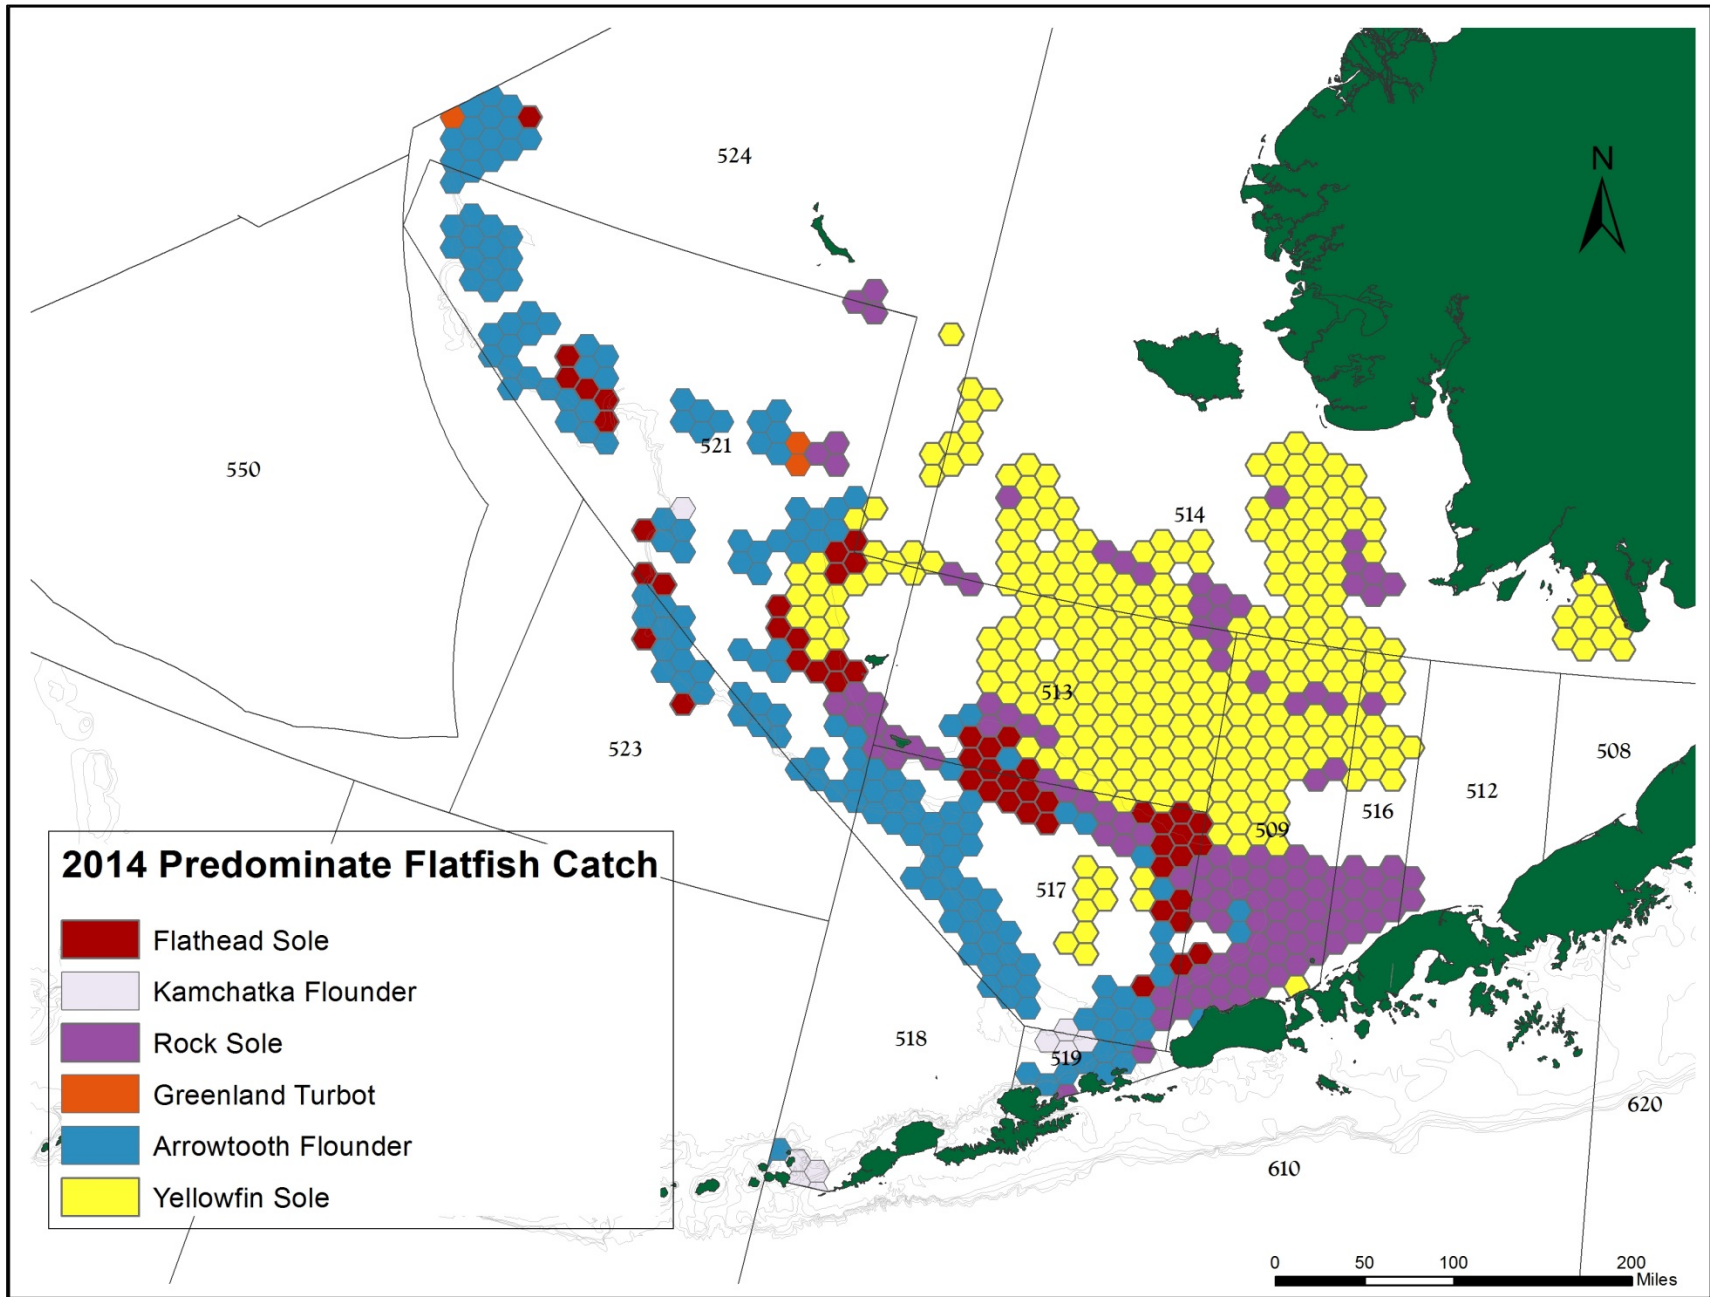 N
524
550
521
514
513
523
508
512
516
509
517
518
519
620
610
2014 Predominate Flatfish Catch
Flathead Sole
Kamchatka Flounder
Rock Sole
Greenland Turbot
Arrowtooth Flounder
Yellowfin Sole
0 50 100 200
Miles